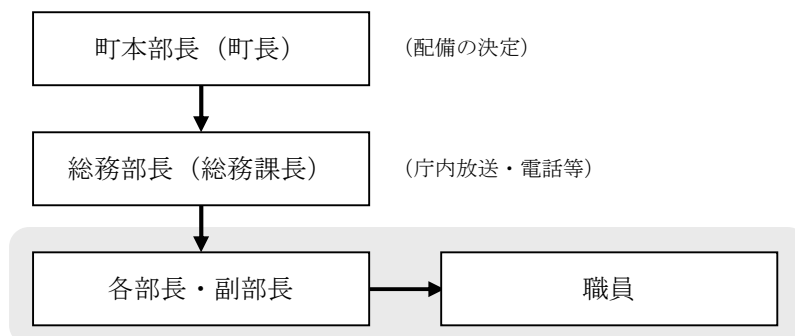 町本部長（町長）
（配備の決定）
総務部長（総務課長）
（庁内放送・電話等）
各部長・副部長
職員